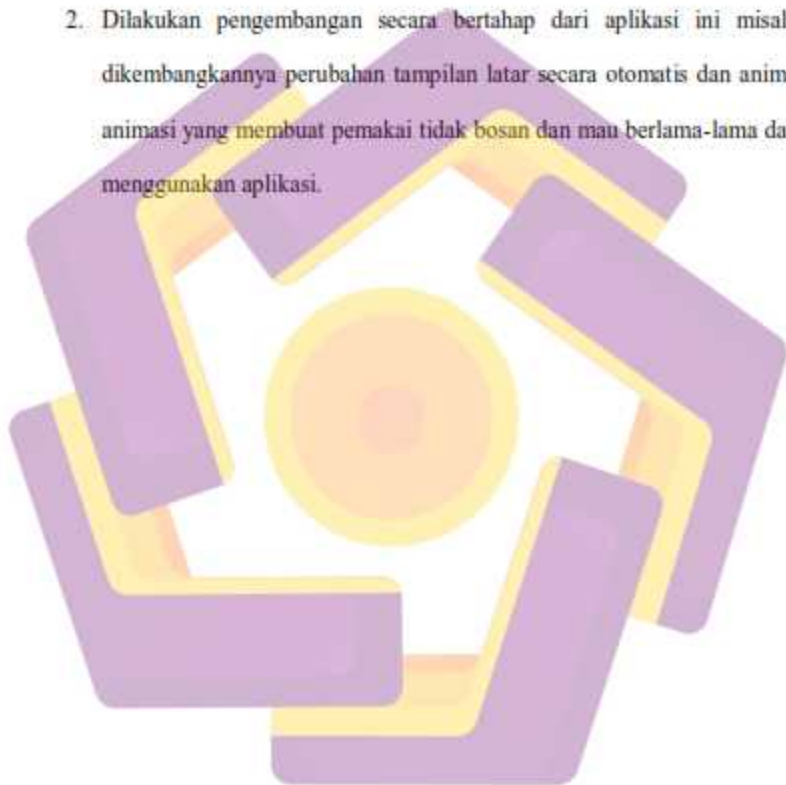 2. Dilakukan pengembangan secara bertahap dari aplikasi ini misal
dikembangkannya perubahan tampilan latar secara otomatis dan anim
animasi yang membuat pemakai tidak bosan dan mau berlama-lama da
menggunakan aplikasi.